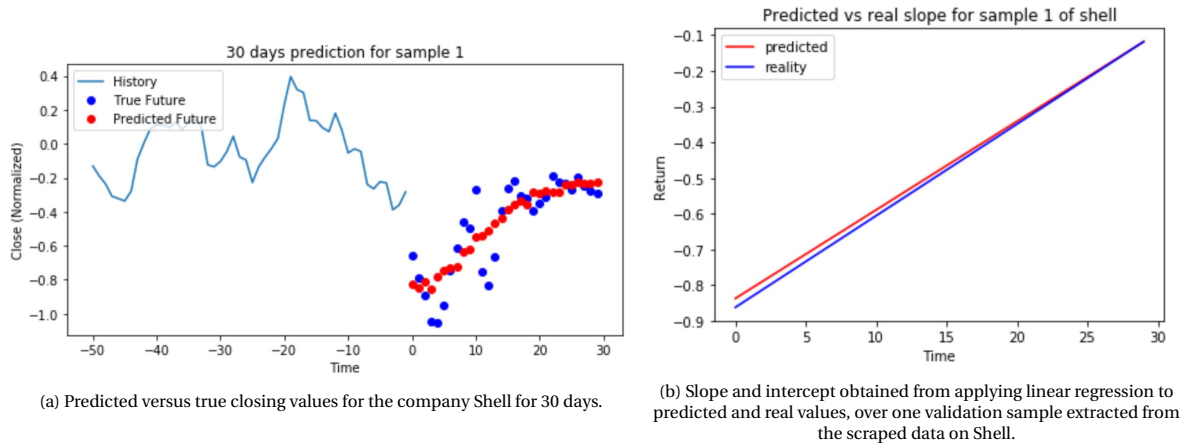 30 days prediction for sample 1
0.4
0.2
0.0
−0.2
−0.4
−0.6
−0.8
−1.0
Close (Normalized)
History
True Future
Predicted Future
−50
−40
−30
−20
−10
0
10
20
30
Time
(a) Predicted versus true closing values for the company Shell for 30 days.
Predicted vs real slope for sample 1 of shell
−0.1
−0.2
−0.3
−0.4
−0.5
−0.6
−0.7
−0.8
−0.9
Return
predicted
reality
0
5
10
15
20
25
30
Time
(b) Slope and intercept obtained from applying linear regression to
predicted and real values, over one validation sample extracted from
the scraped data on Shell.